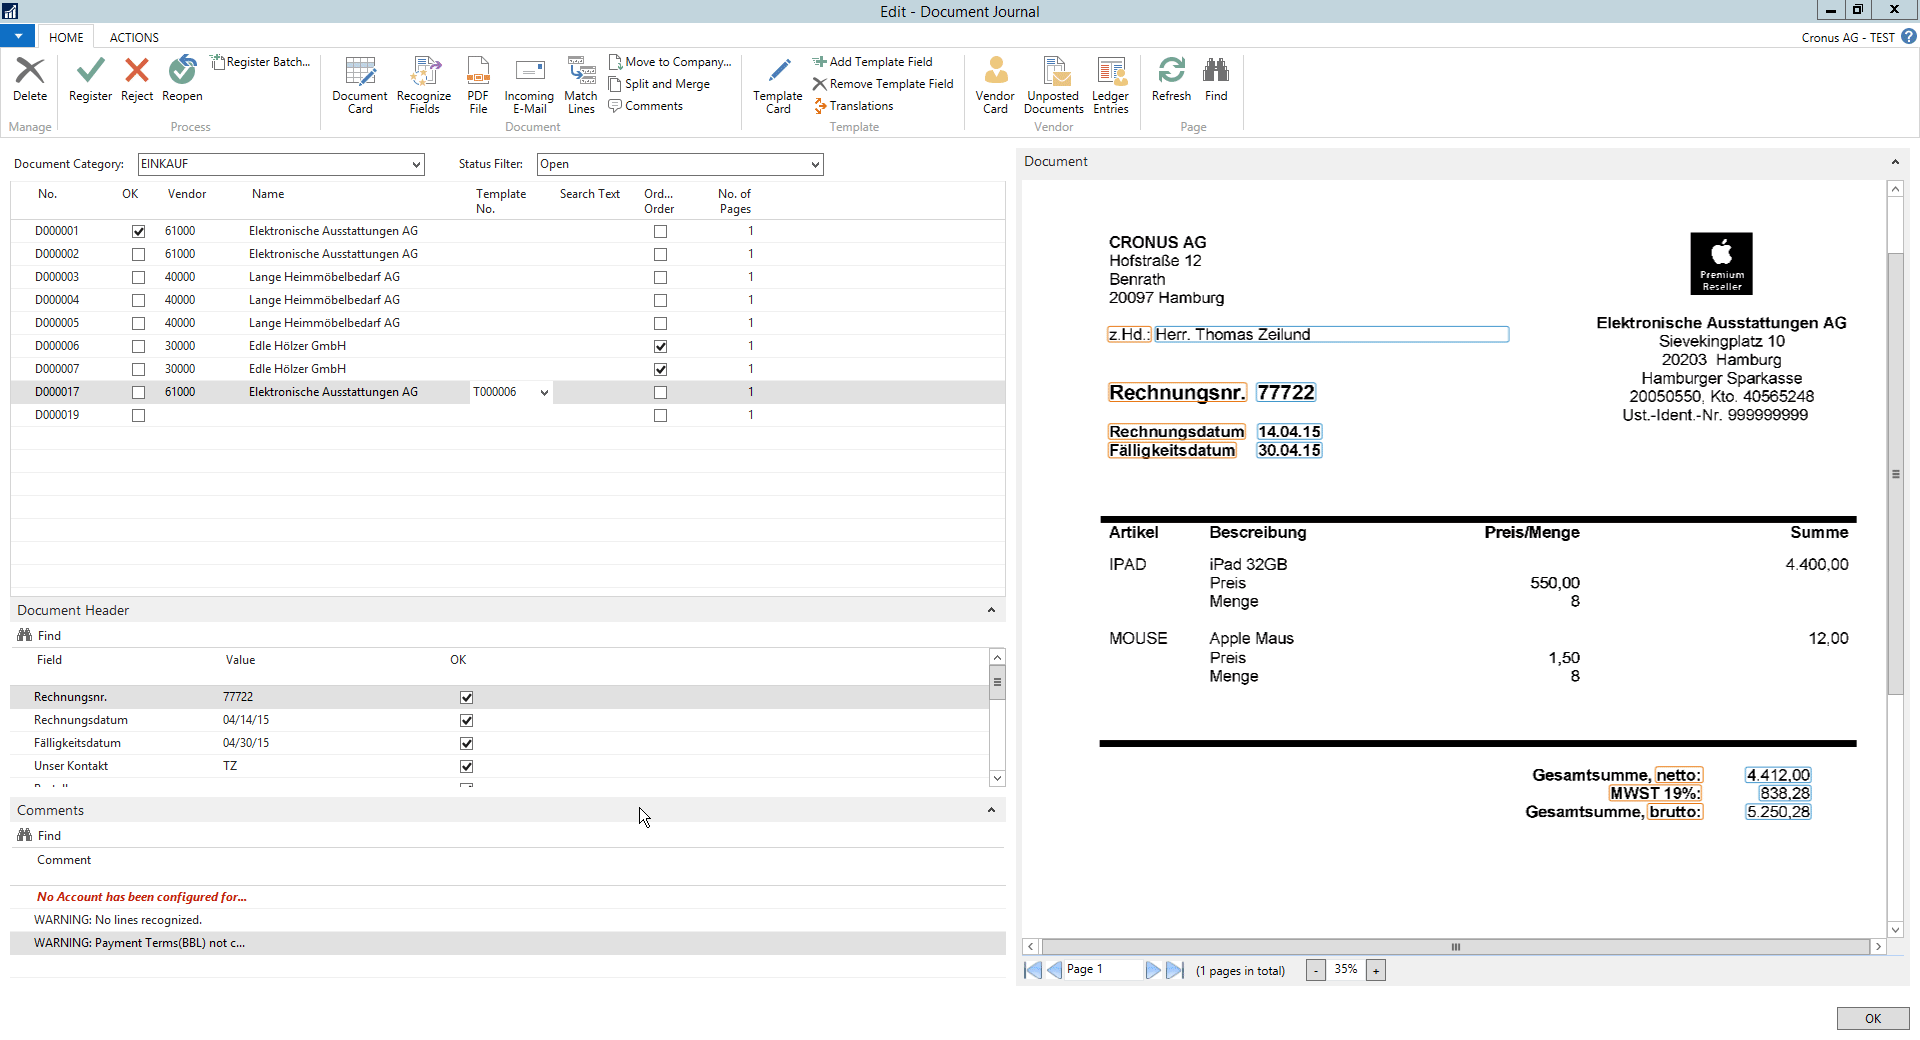 Edit - Document Journal
HOME ACTIONS
Cronus AG - TEST
Delete
Register
Reject
Reopen
Register Batch...
Document Card
Recognize Fields
PDF File
Incoming E-Mail
Match Lines
Move to Company...
Split and Merge
Comments
Template Card
Add Template Field
Remove Template Field
Translations
Vendor Card
Unposted Documents
Ledger Entries
Refresh
Find
Manage Process Document Template Vendor Page
Document Category: EINKAUF Status Filter: Open
No. OK Vendor Name Template No. Search Text Ord... Order No. of Pages
D000001 61000 Elektronische Ausstattungen AG 1
D000002 61000 Elektronische Ausstattungen AG 1
D000003 40000 Lange Heimmöbelbedarf AG 1
D000004 40000 Lange Heimmöbelbedarf AG 1
D000005 40000 Lange Heimmöbelbedarf AG 1
D000006 30000 Edle Hölzer GmbH 1
D000007 30000 Edle Hölzer GmbH 1
D000017 61000 Elektronische Ausstattungen AG T000006 1
D000019 1
Document Header
Find
Field Value OK
Rechnungsnr. 77722
Rechnungsdatum 04/14/15
Fälligkeitsdatum 04/30/15
Unser Kontakt TZ
Comments
Find
Comment
No Account has been configured for...
WARNING: No lines recognized.
WARNING: Payment Terms(BBL) not c...
Document
CRONUS AG
Hofstraße 12
Benrath
20097 Hamburg
Premium
Reseller
z.Hd.: Herr. Thomas Zeilund
Elektronische Ausstattungen AG
Sievekingplatz 10
20203 Hamburg
Hamburger Sparkasse
20050550, Kto. 40565248
Ust.-Ident.-Nr. 999999999
Rechnungsnr. 77722
Rechnungsdatum 14.04.15
Fälligkeitsdatum 30.04.15
Artikel Bescreibung Preis/Menge Summe
IPAD iPad 32GB 4.400,00
Preis 550,00
Menge 8
MOUSE Apple Maus 12,00
Preis 1,50
Menge 8
Gesamtsumme, netto: 4.412,00
MWST 19%: 838,28
Gesamtsumme, brutto: 5.250,28
Page 1 (1 pages in total) - 35% +
OK